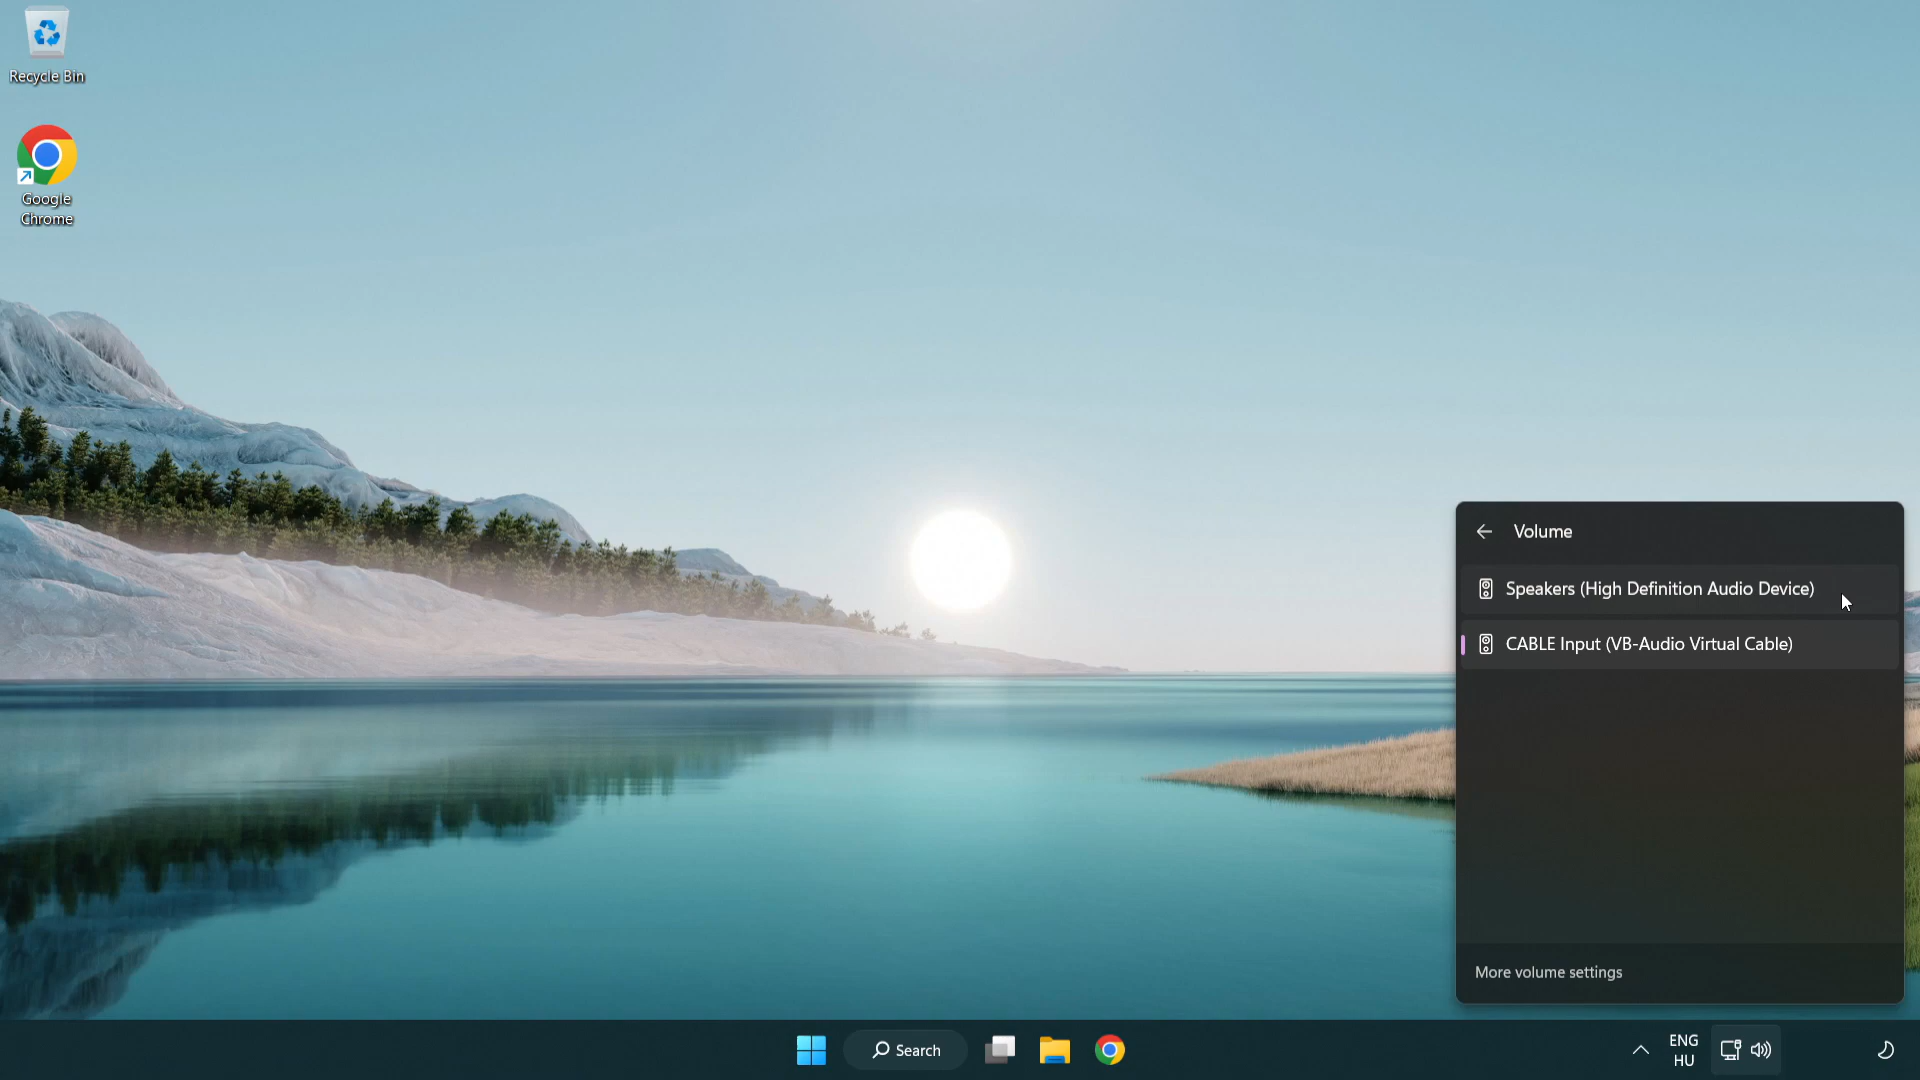 Recycle Bin
Google
Chrome
Volume
Speakers (High Definition Audio Device)
CABLE Input (VB-Audio Virtual Cable)
More volume settings
Search
ENG
HU